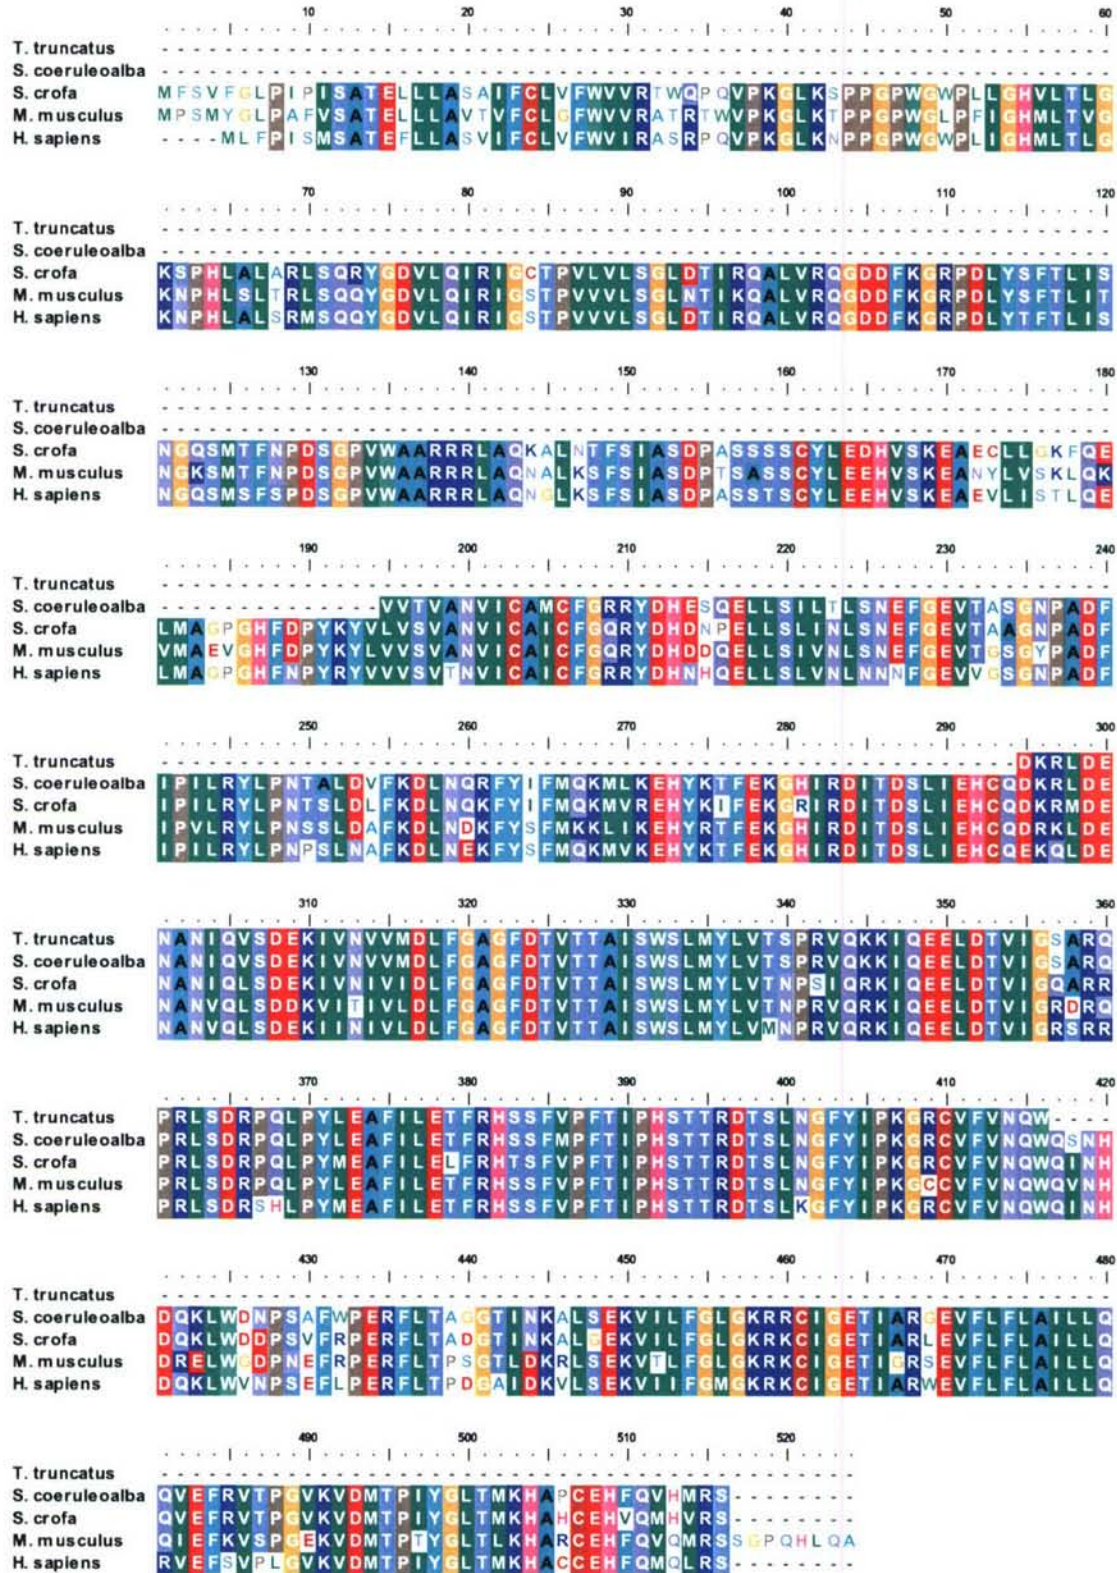 10 20 30 40 50 60
T. truncatus ------------------------------------------------------------
S. coeruleoalba ------------------------------------------------------------
S. crofa MFSVFGLPIPISATELLLASAIFCLVFWVVRTWQPQVPKGLKSPPGPWGWPLLGHVLTLG
M. musculus MPSMYGLPAFVSATELLLAVTVFCLGFWVVRATRTWVPKGLKTPPGPWGLPFIGHMLTVG
H. sapiens ----MLFPISMSATEFLLASVIFCLVFWVIRASRPQVPKGLKNPPGPWGWPLIGHMLTLG
70 80 90 100 110 120
T. truncatus ------------------------------------------------------------
S. coeruleoalba ------------------------------------------------------------
S. crofa KSPHLALARLSQRYGDVLQIRIGCTPVLVLSGLDTIRQALVRQGDDFKGRPDLYSFTLIS
M. musculus KNPHLSLTRLSQQYGDVLQIRIGSTPVVVLSGLNTIKQALVRQGDDFKGRPDLYSFTLIT
H. sapiens KNPHLALSRMSQQYGDVLQIRIGSTPVVVLSGLDTIRQALVRQGDDFKGRPDLYTFTLIS
130 140 150 160 170 180
T. truncatus ------------------------------------------------------------
S. coeruleoalba ------------------------------------------------------------
S. crofa NGQSMTFNPDSGPVWAARRRLAQKALNTFSIASDPASSSSCYLEDHVSKEAECLLGKFQE
M. musculus NGKSMTFNPDSGPVWAARRRLAQNALKSFSIASDPTSASSCYLEEHVSKEANYLVSKLQK
H. sapiens NGQSMSFSPDSGPVWAARRRLAQNGLKSFSIASDPASSTSCYLEEHVSKEAEVLISTLQE
190 200 210 220 230 240
T. truncatus ------------------------------------------------------------
S. coeruleoalba --------------VVTVANVICAMCFGRRYDHESQELLSILTLSNEFGEVTASGNPADF
S. crofa LMAGPGHFDPYKYVLVSVANVICAICFGQRYDHDNPELLSLINLSNEFGEVTAAGNPADF
M. musculus VMAEVGHFDPYKYLVVSVANVICAICFGQRYDHDDQELLSIVNLSNEFGEVTGSGYPADF
H. sapiens LMAGPGHFNPYRYVVVSVTNVICAICFGRRYDHNHQELLSLVNLNNNFGEVVGSGNPADF
250 260 270 280 290 300
T. truncatus ------------------------------------------------------DKRLDE
S. coeruleoalba IPILRYLPNTALDVFKDLNQRFYIFMQKMLKEHYKTFEKGHIRDITDSLIEHCQDKRLDE
S. crofa IPILRYLPNTSLDLFKDLNQRFYIFMQKMVREHYKIFEKGRIRDITDSLIEHCQDKRMDE
M. musculus IPVLRYLPNSSLDAFKDLNDKFYSFMKKLIKEHYRTFEKGHIRDITDSLIEHCQDRKLDE
H. sapiens IPILRYLPNPSLNAFKDLNEKFYSFMQKMVKEHYKTFEKGHIRDITDSLIEHCQEKQLDE
310 320 330 340 350 360
T. truncatus NANIQVSDEKIVNVVMDLFGAGFDTVTTAISWSLMYLVTSPRVQKKIQEELDTVIGSARQ
S. coeruleoalba NANIQVSDEKIVNVVMDLFGAGFDTVTTAISWSLMYLVTSPRVQKKIQEELDTVIGSARQ
S. crofa NANIQLSDEKIVNIVIDLFGAGFDTVTTAISWSLMYLVTNPSIQRKIQEELDTVIGQARR
M. musculus NANVQLSDDKVITIVLDLFGAGFDTVTTAISWSLMYLVTNPRVQRKIQEELDTVIGRDRQ
H. sapiens NANVQLSDEKIINIVLDLFGAGFDTVTTAISWSLMYLVMNPRVQRKIQEELDTVIGRSRR
370 380 390 400 410 420
T. truncatus PRLSDRPQLPYLEAFILETFRHSSFVPFTIPHSTTRDTSLNGFYIPKGRCVFVNQW----
S. coeruleoalba PRLSDRPQLPYLEAFILETFRHSSFMPFTIPHSTTRDTSLNGFYIPKGRCVFVNQWQSNH
S. crofa PRLSDRPQLPYMEAFILELFRHTSFVPFTIPHSTTRDTSLNGFYIPKGRCVFVNQWQINH
M. musculus PRLSDRPQLPYLEAFILETFRHSSFVPFTIPHSTTRDTSLNGFYIPKGCCVFVNQWQVNH
H. sapiens PRLSDRSHLPYMEAFILETFRHSSFVPFTIPHSTTRDTSLKGFYIPKGRCVFVNQWQINH
430 440 450 460 470 480
T. truncatus ------------------------------------------------------------
S. coeruleoalba DQKLWDNPSAFWPERFLTAGGTINKALSEKVILFGLGKRRCIGETIARGEVFLFLAILLQ
S. crofa DQKLWDDPSVFRPERFLTADGTINKALGEKVILFGLGKRKCIGETIARLEVFLFLAILLQ
M. musculus DRELWGDPNEFRPERFLTPSGTLDKRLSEKVTLFGLGKRKCIGETIGRSEVFLFLAILLQ
H. sapiens DQKLWVNPSEFLPERFLTPDGAIDKVLSEKVIIFGMGKRKCIGETIARWEVFLFLAILLQ
490 500 510 520
T. truncatus --------------------------------------------
S. coeruleoalba QVEFRVTPGVKVDMTPIYGLTMKHAPCEHFQVHMRS--------
S. crofa QVEFSVTPGVKVDMTPIYGLTMKHAHCEHVQMHVRS--------
M. musculus QIEFKVSPGEKVDMTPTYGLTLKHARCEHFQVQMRSSGPQHLQA
H. sapiens RVEFSVPLGVKVDMTPIYGLTMKHACCEHFQMQLRS--------